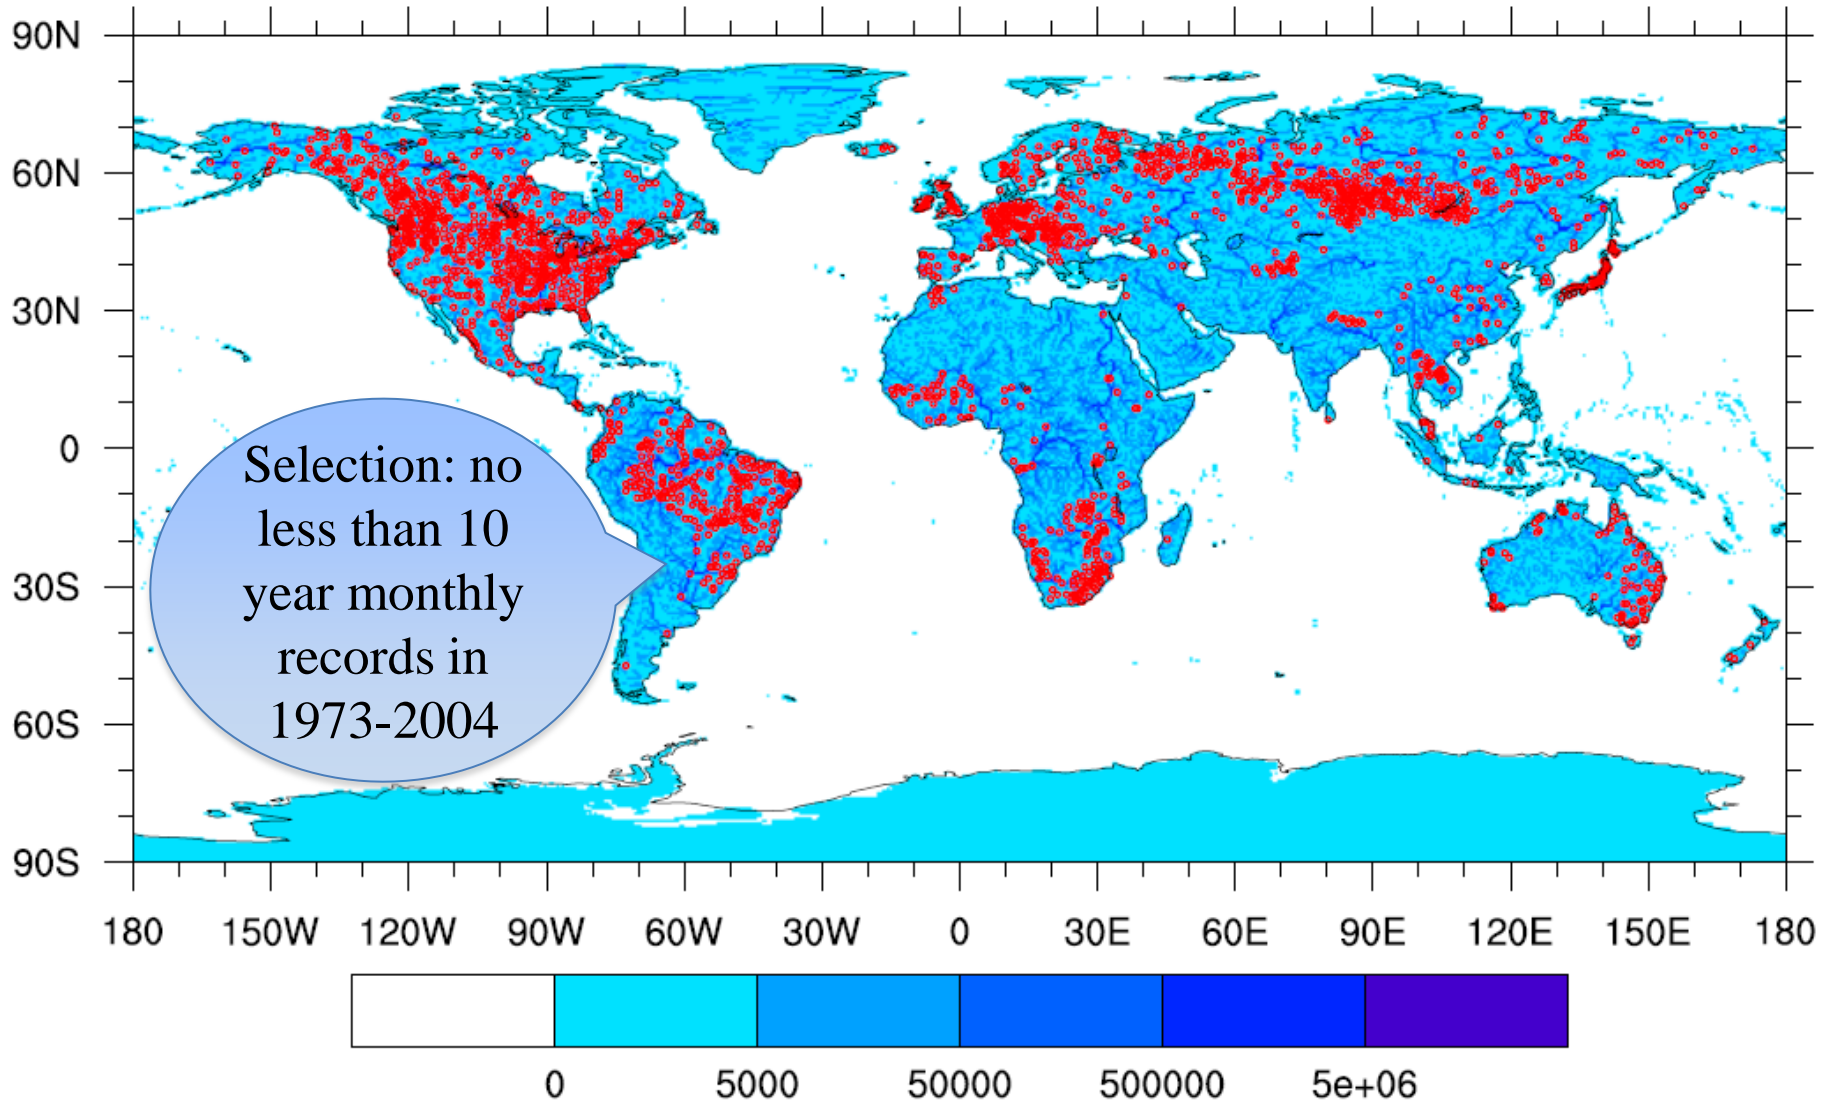 90N
60N
30N
0
30S
60S
90S
Selection: no
less than 10
year monthly
records in
1973-2004
180 150W 120W 90W 60W 30W 0 30E 60E 90E 120E 150E 180
0 5000 50000 500000 5e+06